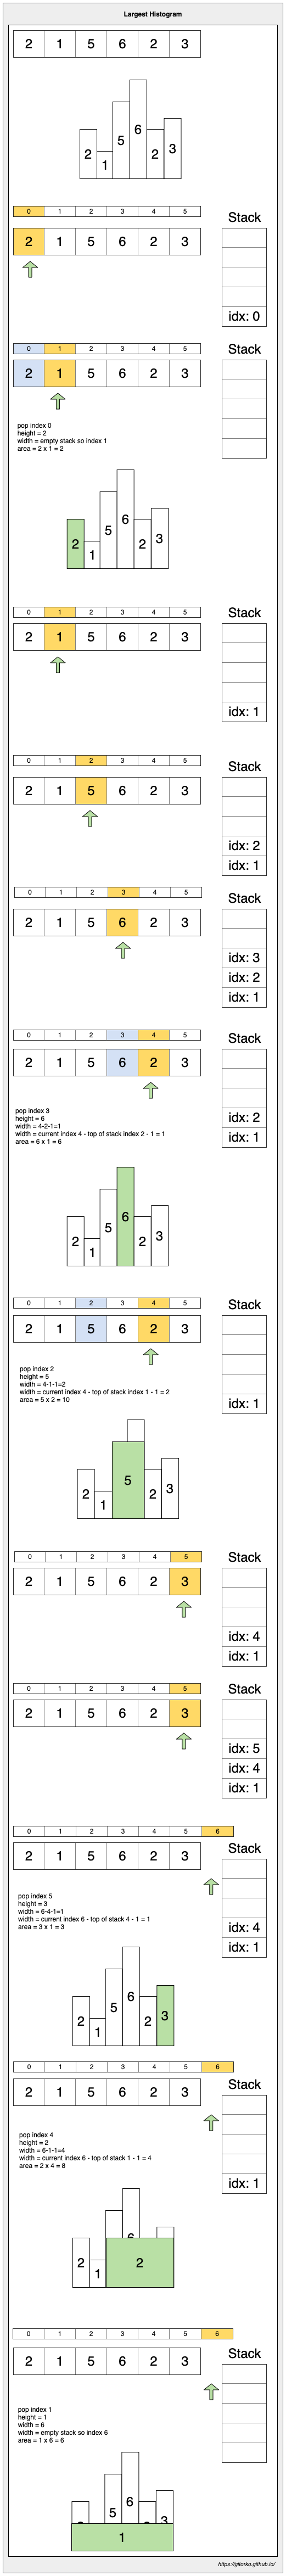 Largest Histogram
2 1 5 6 2 3
2 1 5 6 2 3
0 1 2 3 4 5
Stack
2 1 5 6 2 3
idx: 0
0 1 2 3 4 5
Stack
2 1 5 6 2 3
pop index 0
height = 2
width = empty stack so index 1
area = 2 x 1 = 2
2 1 5 6 2 3
0 1 2 3 4 5
Stack
2 1 5 6 2 3
idx: 1
0 1 2 3 4 5
Stack
2 1 5 6 2 3
idx: 2
idx: 1
0 1 2 3 4 5
Stack
2 1 5 6 2 3
idx: 3
idx: 2
idx: 1
0 1 2 3 4 5
Stack
2 1 5 6 2 3
idx: 2
idx: 1
pop index 3
height = 6
width = 4-2-1=1
width = current index 4 - top of stack index 2 - 1 = 1
area = 6 x 1 = 6
2 1 5 6 2 3
0 1 2 3 4 5
Stack
2 1 5 6 2 3
idx: 1
pop index 2
height = 5
width = 4-1-1=2
width = current index 4 - top of stack index 1 - 1 = 2
area = 5 x 2 = 10
2 1 5 2 3
0 1 2 3 4 5
Stack
2 1 5 6 2 3
idx: 4
idx: 1
0 1 2 3 4 5
Stack
2 1 5 6 2 3
idx: 5
idx: 4
idx: 1
0 1 2 3 4 5 6
Stack
2 1 5 6 2 3
idx: 4
idx: 1
pop index 5
height = 3
width = 6-4-1=1
width = current index 6 - top of stack 4 - 1 = 1
area = 3 x 1 = 3
2 1 5 6 2 3
0 1 2 3 4 5 6
Stack
2 1 5 6 2 3
idx: 1
pop index 4
height = 2
width = 6-1-1=4
width = current index 6 - top of stack 1 - 1 = 4
area = 2 x 4 = 8
2 1 6 2
0 1 2 3 4 5 6
Stack
2 1 5 6 2 3
pop index 1
height = 1
width = 6
width = empty stack so index 6
area = 1 x 6 = 6
5 6 3
1
https://gitorko.github.io/